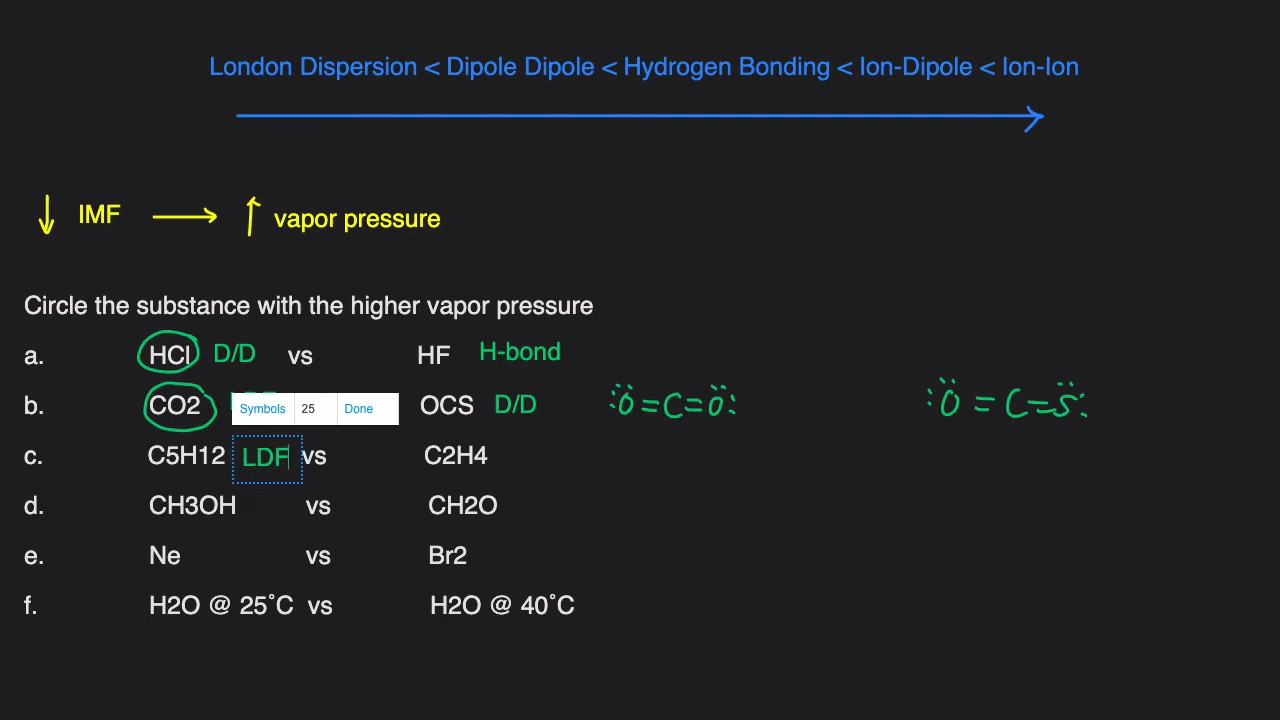 London Dispersion < Dipole Dipole < Hydrogen Bonding < Ion-Dipole < Ion-Ion
↓ IMF → ↑ vapor pressure
Circle the substance with the higher vapor pressure
a. HCl D/D vs HF H-bond
b. CO2 Symbols 25 Done OCS D/D :Ö=C=Ö: :Ö=C=S̈:
c. C5H12 LDF vs C2H4
d. CH3OH vs CH2O
e. Ne vs Br2
f. H2O @ 25°C vs H2O @ 40°C